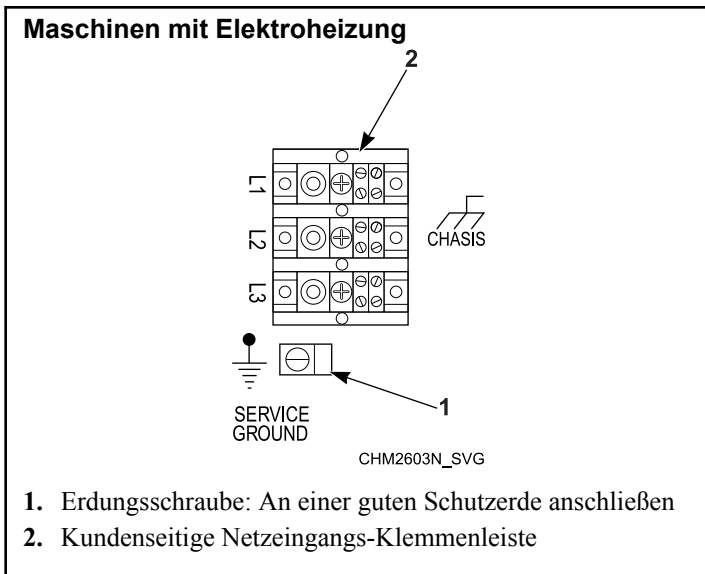 Maschinen mit Elektroheizung
2
L1
L2
L3
CHASIS
1
SERVICE
GROUND
CHM2603N_SVG
1. Erdungsschraube: An einer guten Schutzerde anschließen
2. Kundenseitige Netzeingangs-Klemmenleiste